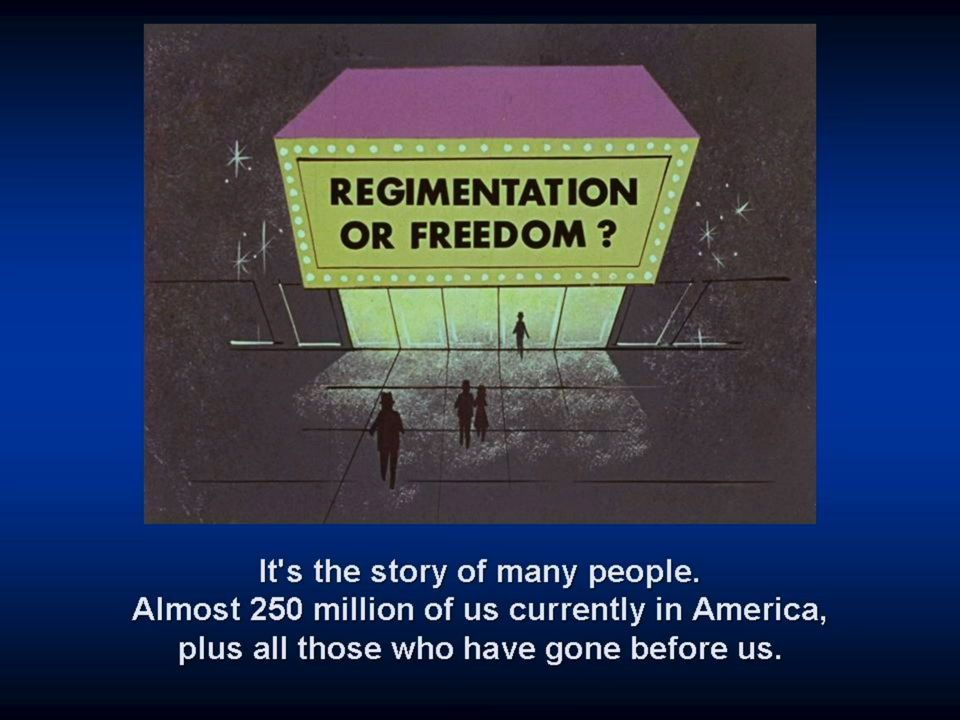 REGIMENTATION
OR FREEDOM ?
It's the story of many people.
Almost 250 million of us currently in America,
plus all those who have gone before us.